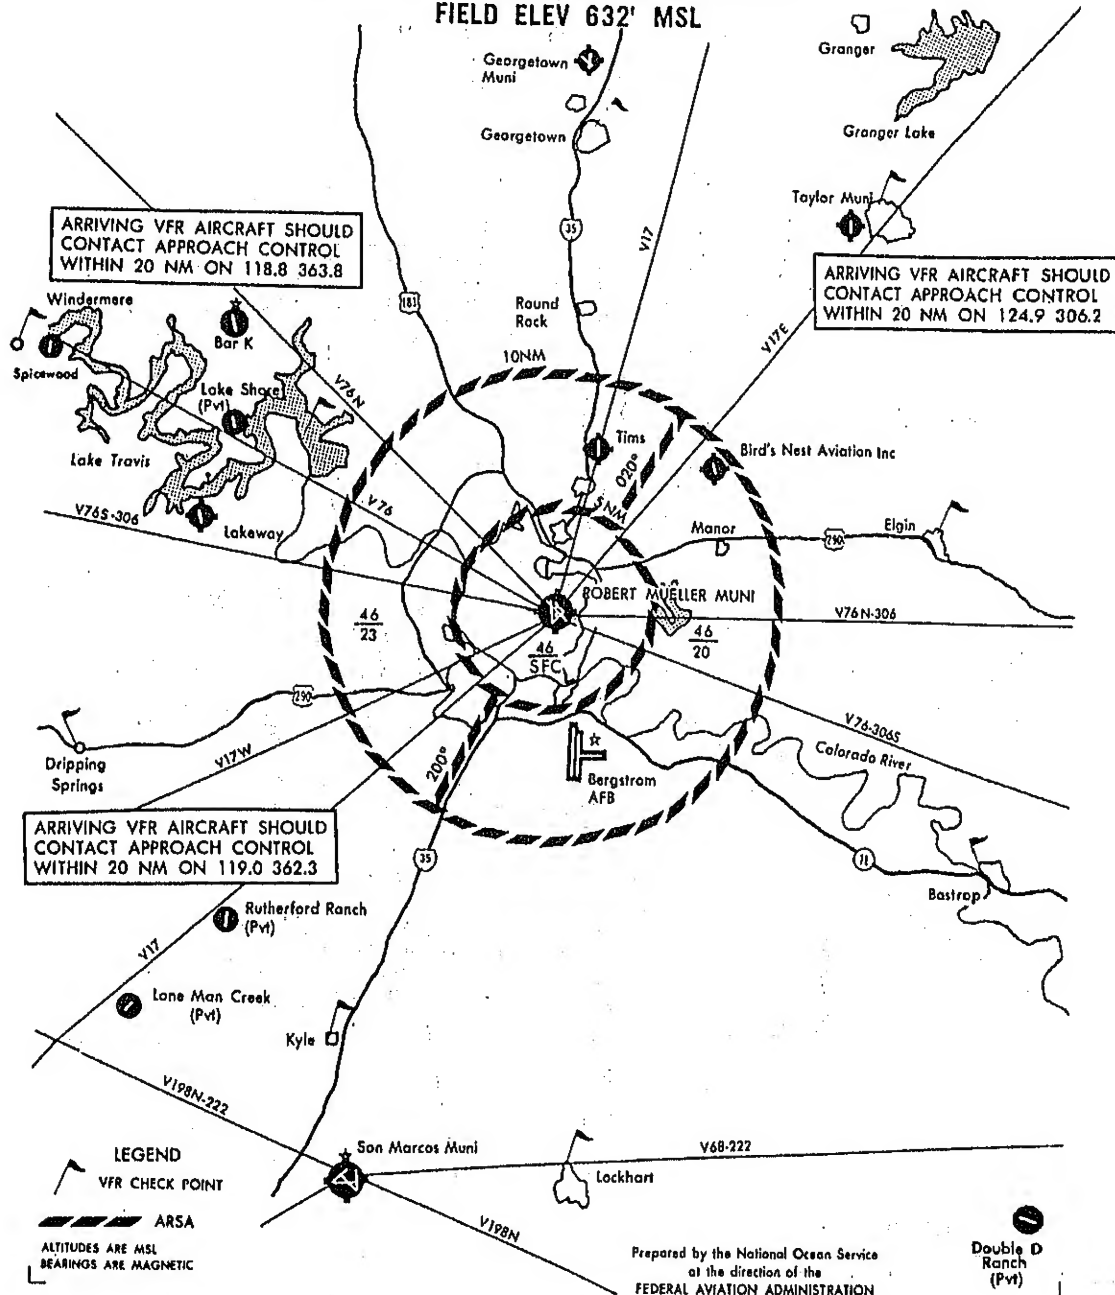 FIELD ELEV 632' MSL
Georgetown
Muni
Granger
Georgetown
Granger Lake
Taylor Muni
35
V17
ARRIVING VFR AIRCRAFT SHOULD
CONTACT APPROACH CONTROL
WITHIN 20 NM ON 118.8 363.8
ARRIVING VFR AIRCRAFT SHOULD
CONTACT APPROACH CONTROL
WITHIN 20 NM ON 124.9 306.2
Windermere
183
Round
Rock
Bar K
V17E
Spicewood
10NM
V76N
Lake Shore
(Pvt)
Tims
Bird's Nest Aviation Inc
Lake Travis
020°
V76
5NM
V76S-306
Lakeway
Manor
290
Elgin
ROBERT MUELLER MUNI
V76N-306
46
23
46
SFC
46
20
290
V76-306S
Dripping
Springs
V17W
200°
Bergstrom
AFB
Colorado River
ARRIVING VFR AIRCRAFT SHOULD
CONTACT APPROACH CONTROL
WITHIN 20 NM ON 119.0 362.3
35
71
Bastrop
Rutherford Ranch
(Pvt)
V17
Lone Man Creek
(Pvt)
Kyle
V198N-222
San Marcos Muni
V68-222
Lockhart
LEGEND
VFR CHECK POINT
ARSA
ALTITUDES ARE MSL
BEARINGS ARE MAGNETIC
V198N
Prepared by the National Ocean Service
at the direction of the
FEDERAL AVIATION ADMINISTRATION
Double D
Ranch
(Pvt)